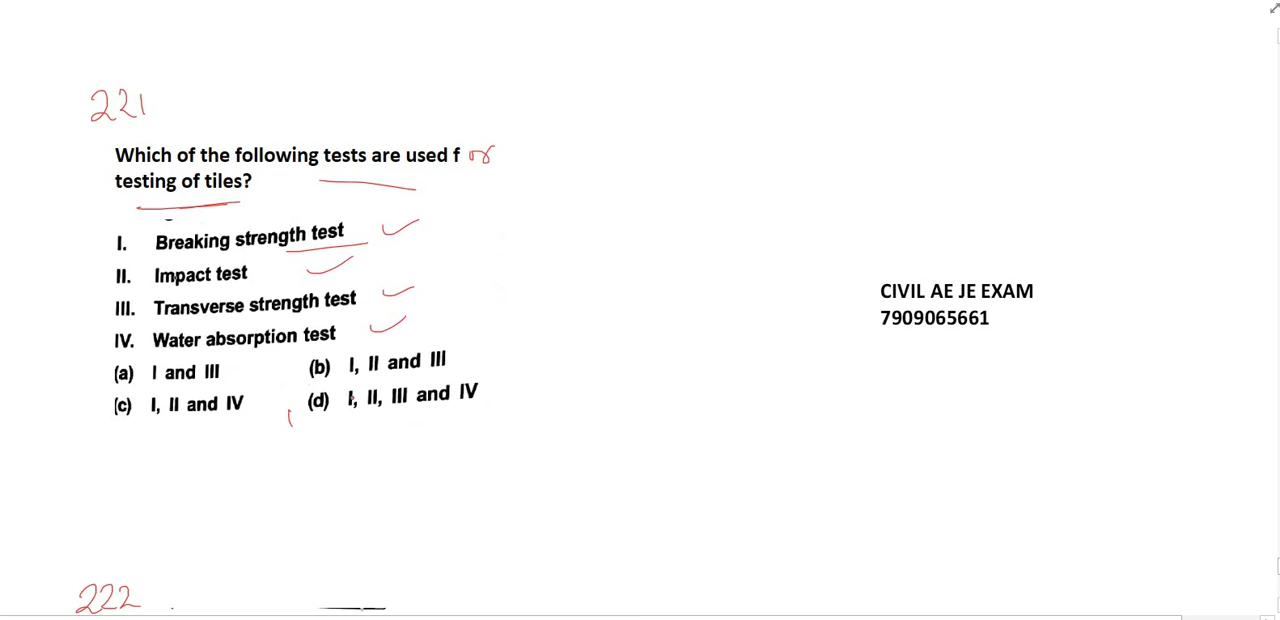 221
Which of the following tests are used f or
testing of tiles?
I. Breaking strength test
II. Impact test
III. Transverse strength test
IV. Water absorption test
(a) I and III (b) I, II and III
(c) I, II and IV (d) I, II, III and IV
CIVIL AE JE EXAM
7909065661
222